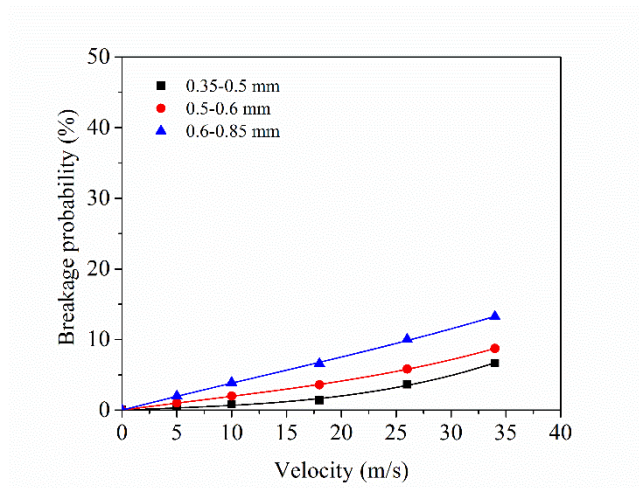 50
40
30
20
10
0
Breakage probability (%)
0.35-0.5 mm
0.5-0.6 mm
0.6-0.85 mm
0 5 10 15 20 25 30 35 40
Velocity (m/s)